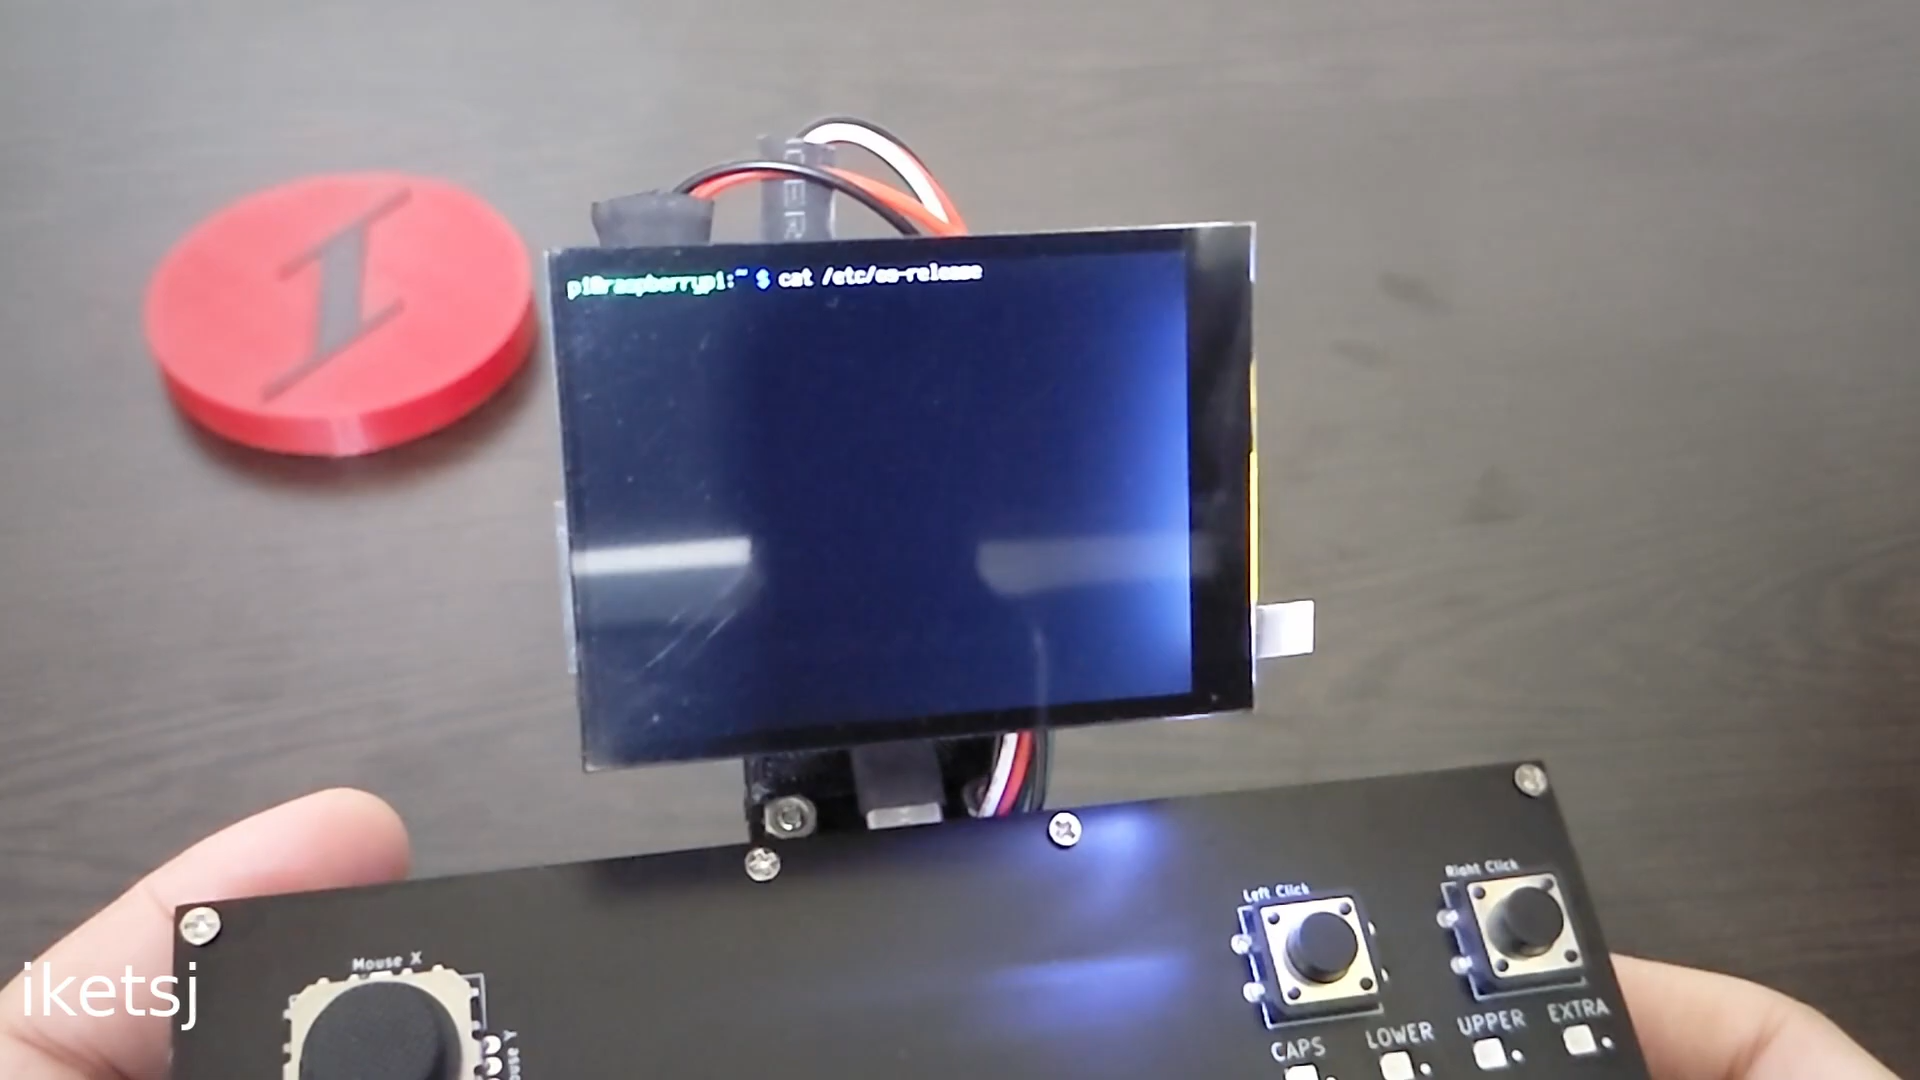 pi@raspberrypi:~ $ cat /etc/os-release
Left Click
Right Click
Mouse X
iketsj
CAPS
LOWER
UPPER
EXTRA